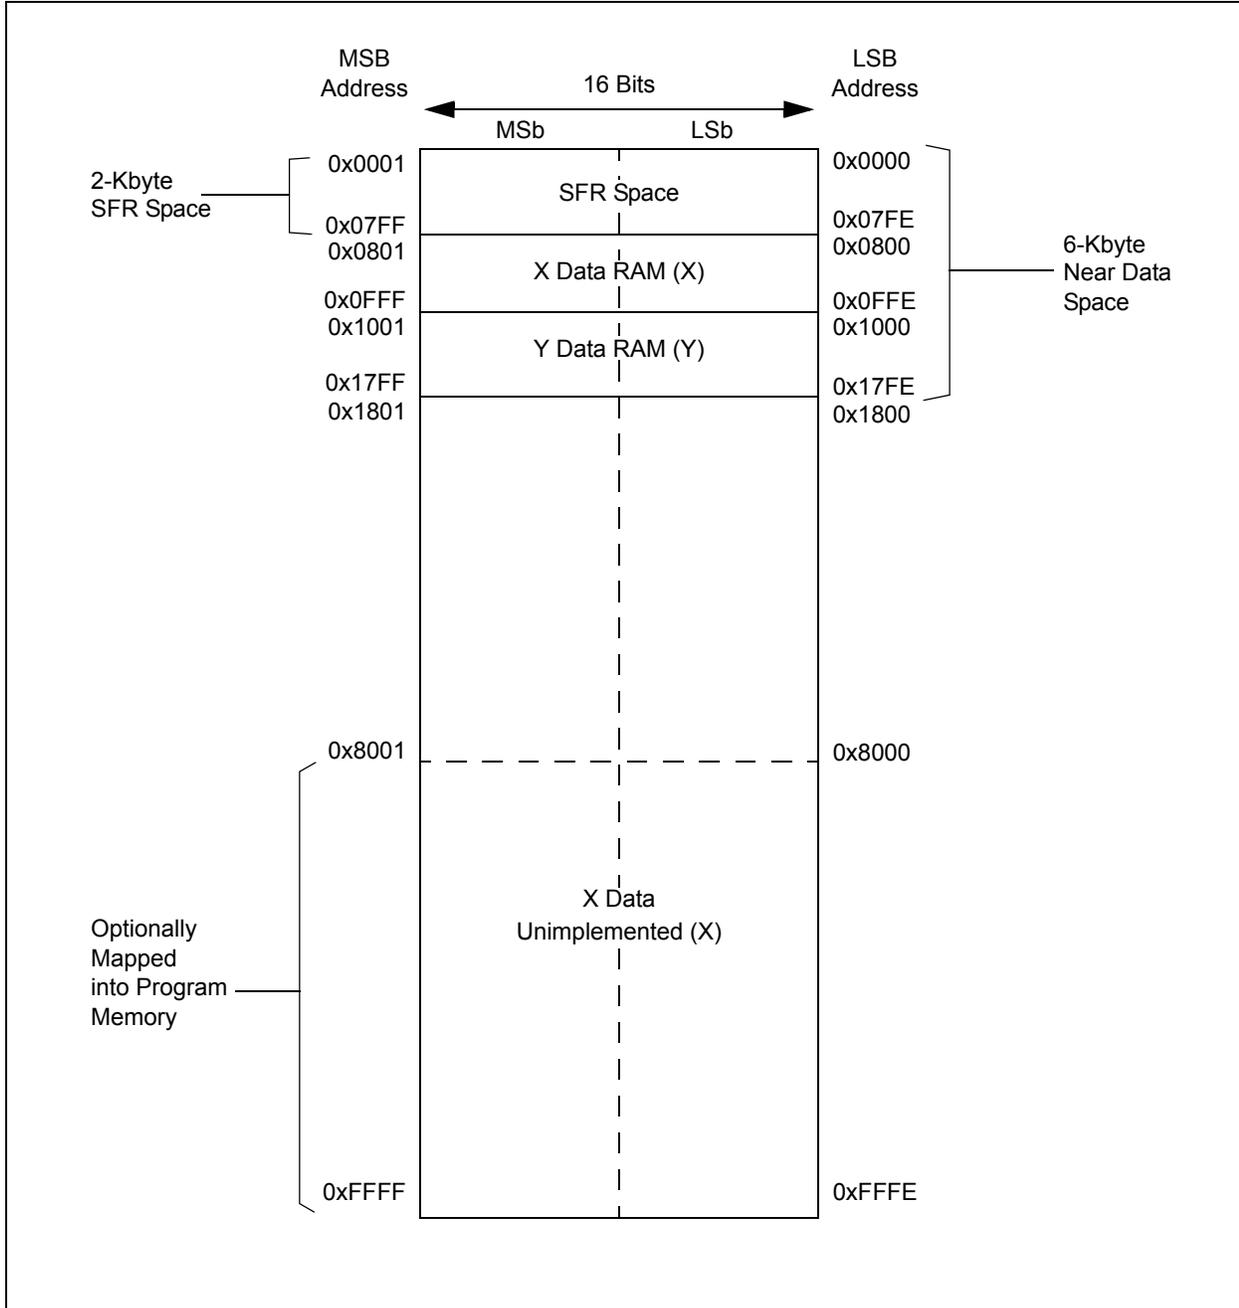 MSB
Address
16 Bits
LSB
Address
MSb
LSb
2-Kbyte
SFR Space
0x0001
0x07FF
0x0801
0x0FFF
0x1001
0x17FF
0x1801
SFR Space
X Data RAM (X)
Y Data RAM (Y)
0x0000
0x07FE
0x0800
0x0FFE
0x1000
0x17FE
0x1800
6-Kbyte
Near Data
Space
0x8001
0x8000
Optionally
Mapped
into Program
Memory
X Data
Unimplemented (X)
0xFFFF
0xFFFE